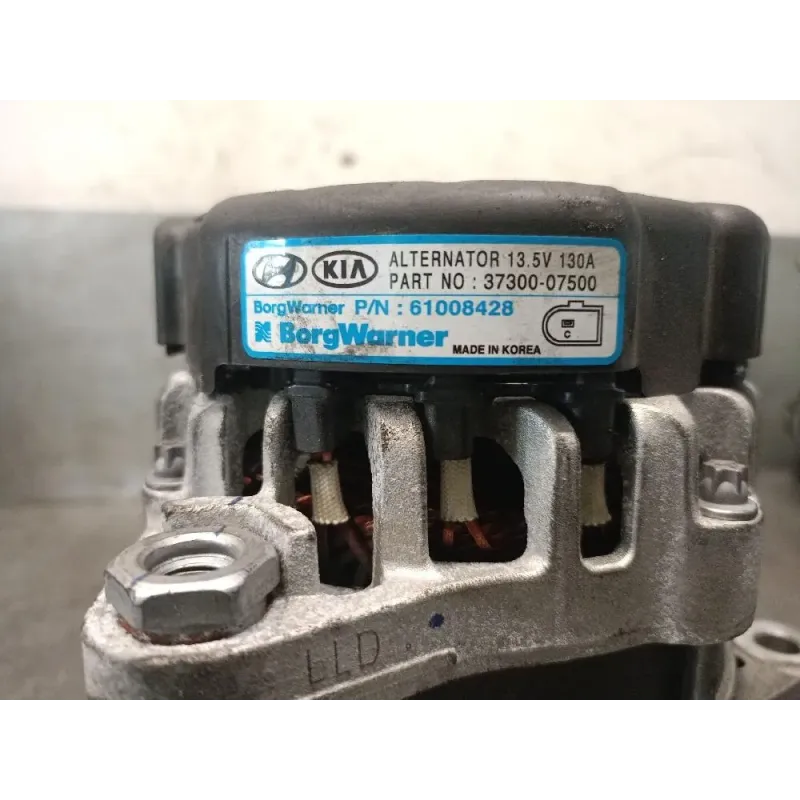 KIA ALTERNATOR 13.5V 130A
PART NO : 37300-07500
BorgWarner P/N : 61008428
BorgWarner
C
MADE IN KOREA
LLD